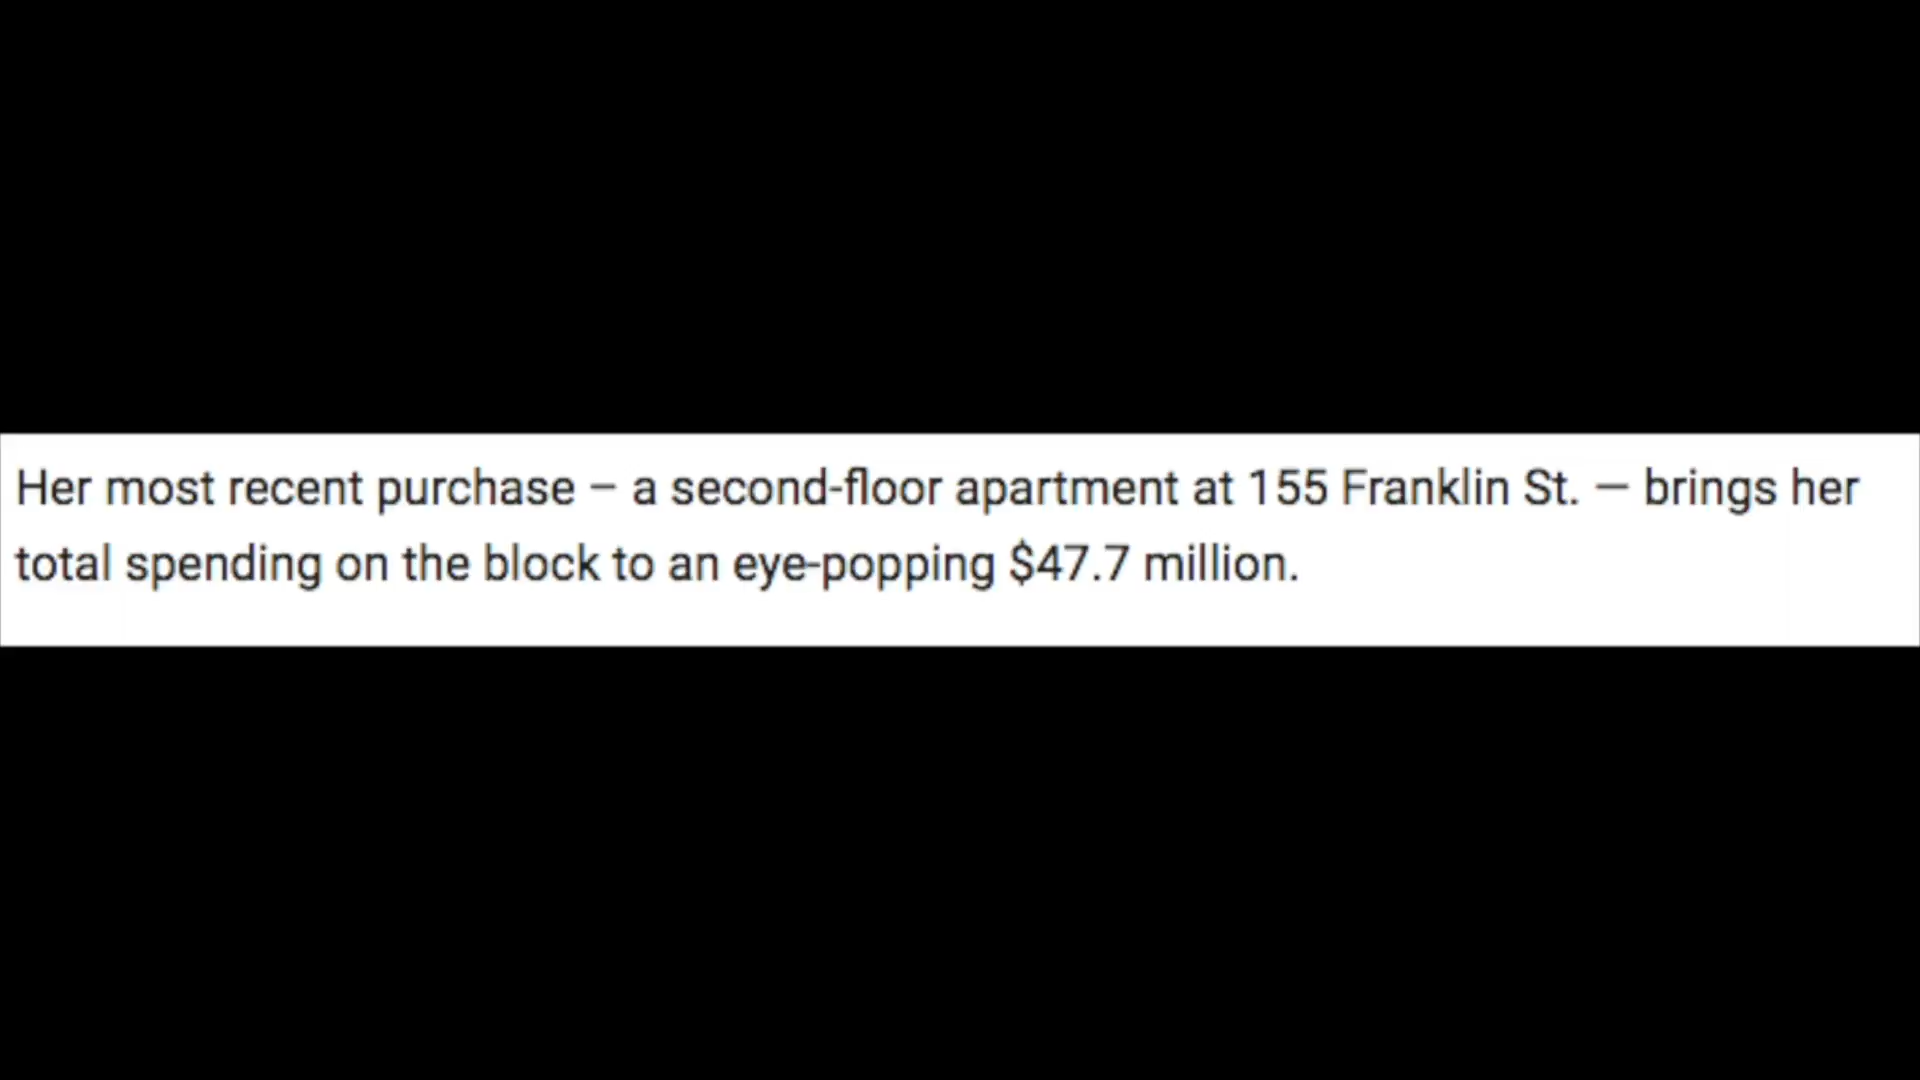 Her most recent purchase – a second-floor apartment at 155 Franklin St. — brings her
total spending on the block to an eye-popping $47.7 million.